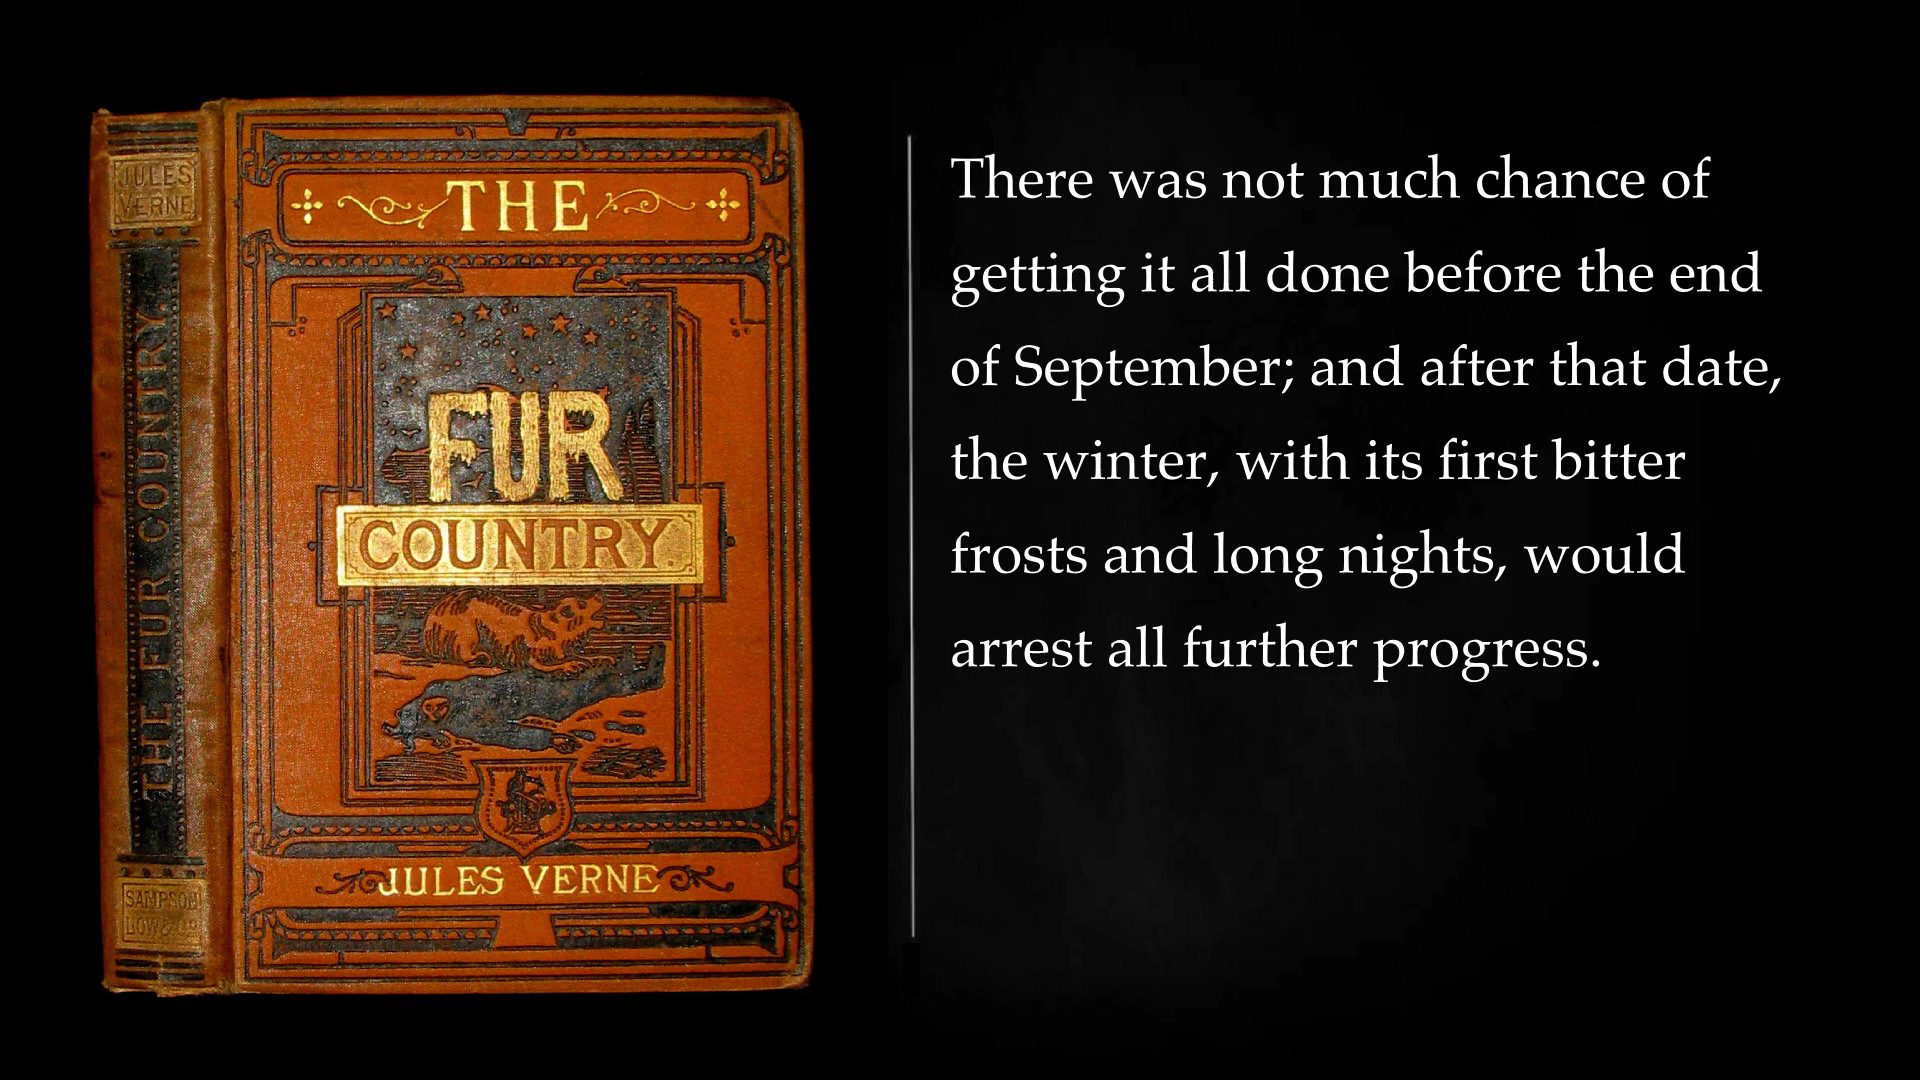 JULES
VERNE
THE FUR COUNTRY.
SAMPSON
LOW & Co
THE
FUR
COUNTRY.
JULES VERNE
There was not much chance of
getting it all done before the end
of September; and after that date,
the winter, with its first bitter
frosts and long nights, would
arrest all further progress.